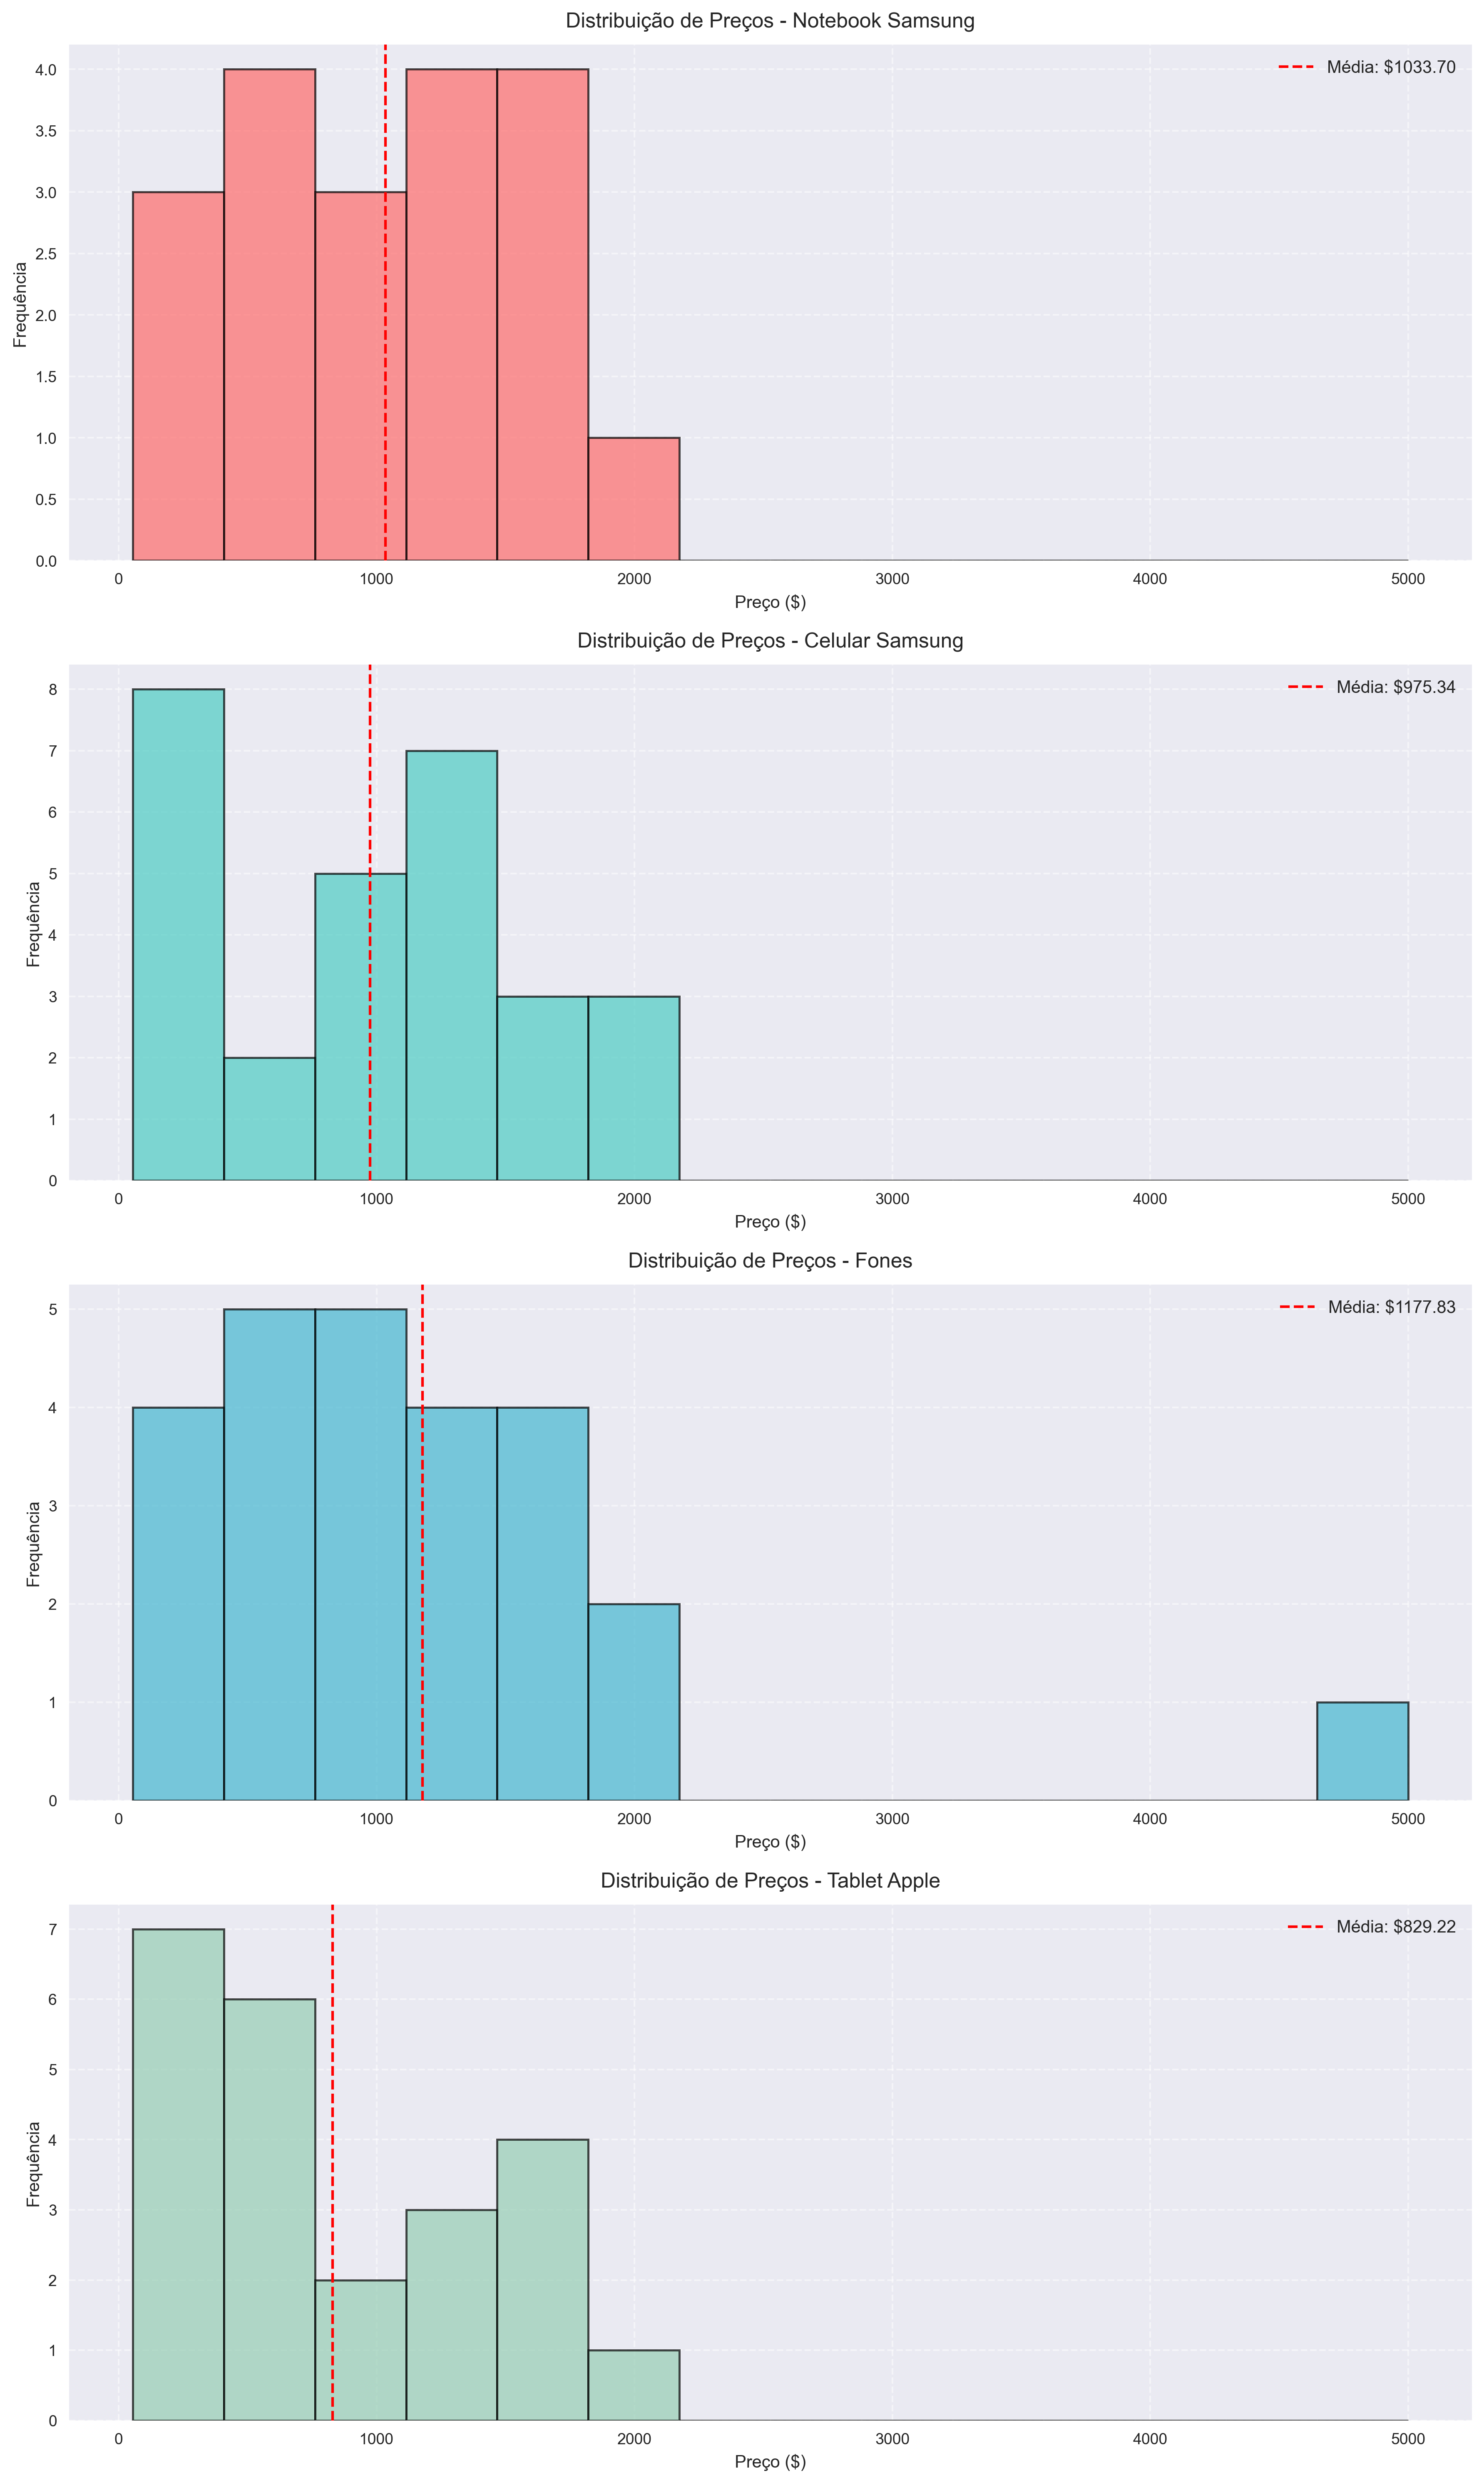 Distribuição de Preços - Notebook Samsung
Média: $1033.70
4.0
3.5
3.0
2.5
2.0
1.5
1.0
0.5
0.0
Frequência
0 1000 2000 3000 4000 5000
Preço ($)
Distribuição de Preços - Celular Samsung
Média: $975.34
8
7
6
5
4
3
2
1
0
Frequência
0 1000 2000 3000 4000 5000
Preço ($)
Distribuição de Preços - Fones
Média: $1177.83
5
4
3
2
1
0
Frequência
0 1000 2000 3000 4000 5000
Preço ($)
Distribuição de Preços - Tablet Apple
Média: $829.22
7
6
5
4
3
2
1
0
Frequência
0 1000 2000 3000 4000 5000
Preço ($)